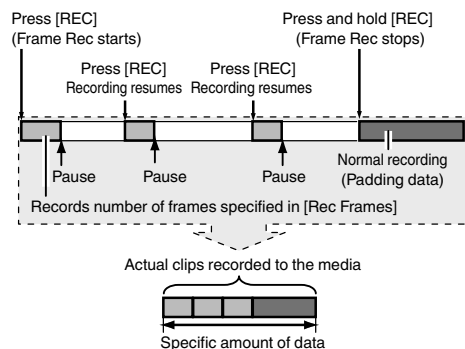 Press [REC]
(Frame Rec starts)
Press and hold [REC]
(Frame Rec stops)
Press [REC]
Recording resumes
Press [REC]
Recording resumes
Pause
Pause
Pause
Normal recording
(Padding data)
Records number of frames specified in [Rec Frames]
Actual clips recorded to the media
Specific amount of data